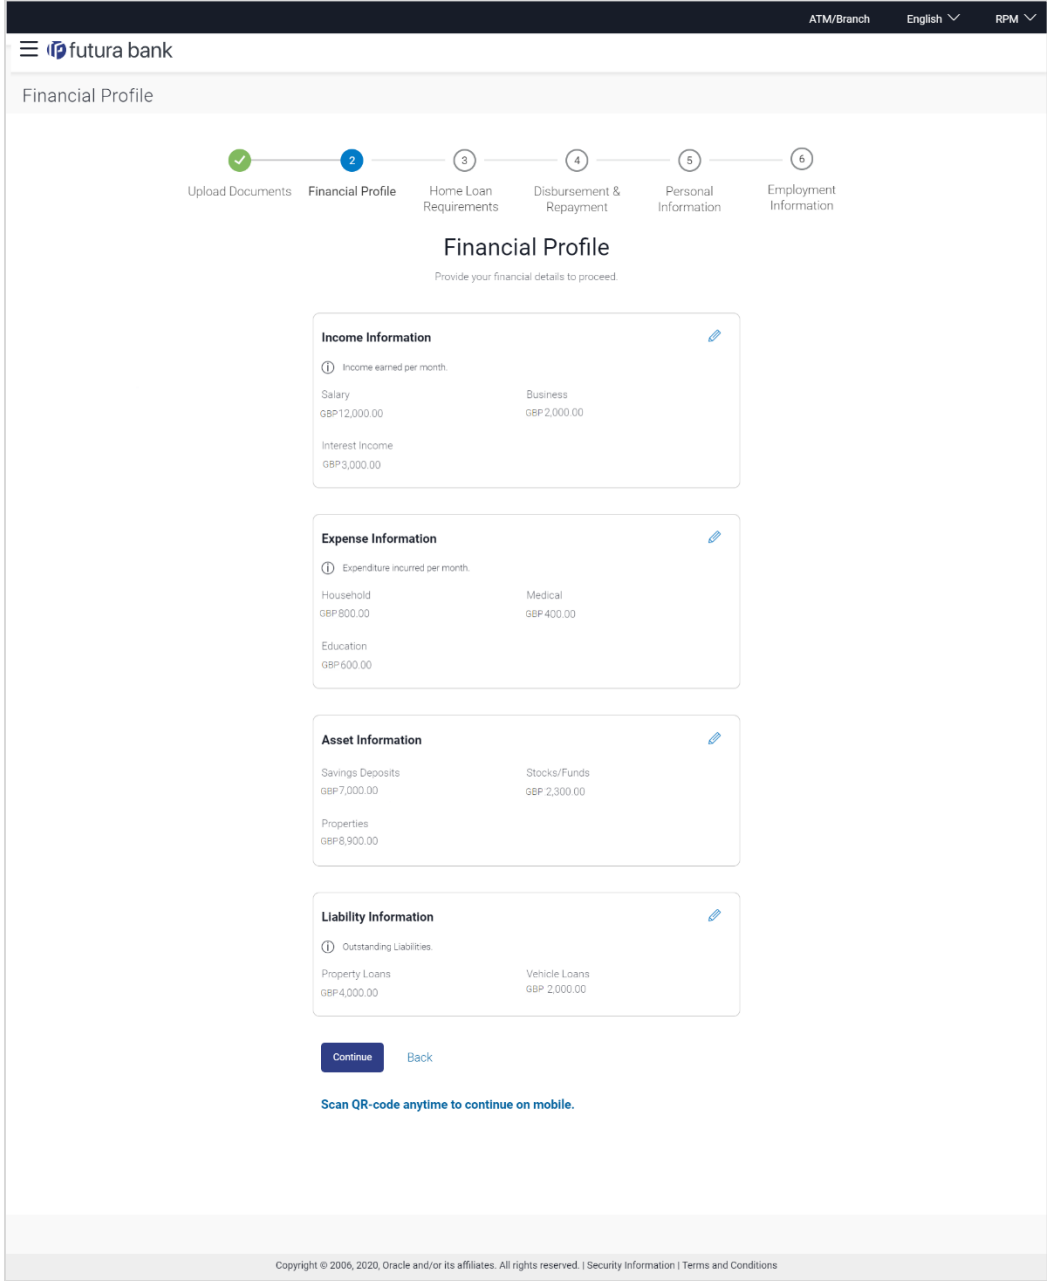 ATM/Branch English RPM
futura bank
Financial Profile
2 3 4 5 6
Upload Documents Financial Profile Home Loan Requirements Disbursement & Repayment Personal Information Employment Information
Financial Profile
Provide your financial details to proceed.
Income Information
Income earned per month.
Salary Business
GBP12,000.00 GBP2,000.00
Interest Income
GBP3,000.00
Expense Information
Expenditure incurred per month.
Household Medical
GBP800.00 GBP400.00
Education
GBP600.00
Asset Information
Savings Deposits Stocks/Funds
GBP7,000.00 GBP 2,300.00
Properties
GBP8,900.00
Liability Information
Outstanding Liabilities.
Property Loans Vehicle Loans
GBP4,000.00 GBP 2,000.00
Continue Back
Scan QR-code anytime to continue on mobile.
Copyright © 2006, 2020, Oracle and/or its affiliates. All rights reserved. | Security Information | Terms and Conditions